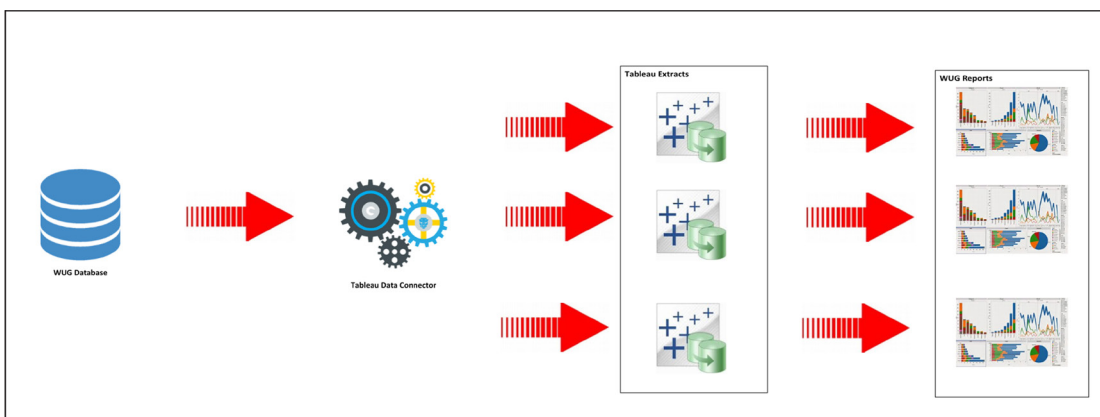 Tableau Extracts
WUG Reports
WUG Database
Tableau Data Connector